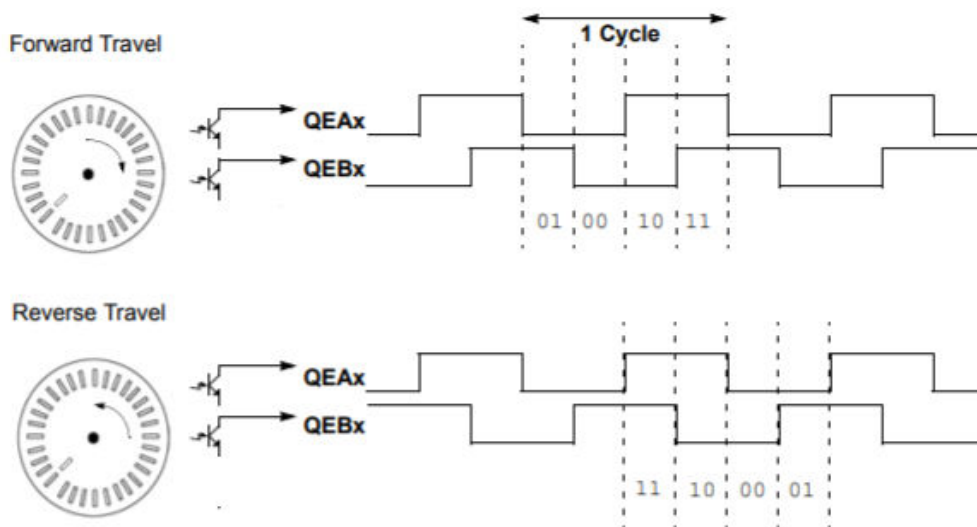 1 Cycle
Forward Travel
QEAx
QEBx
01 00 10 11
Reverse Travel
QEAx
QEBx
11 10 00 01